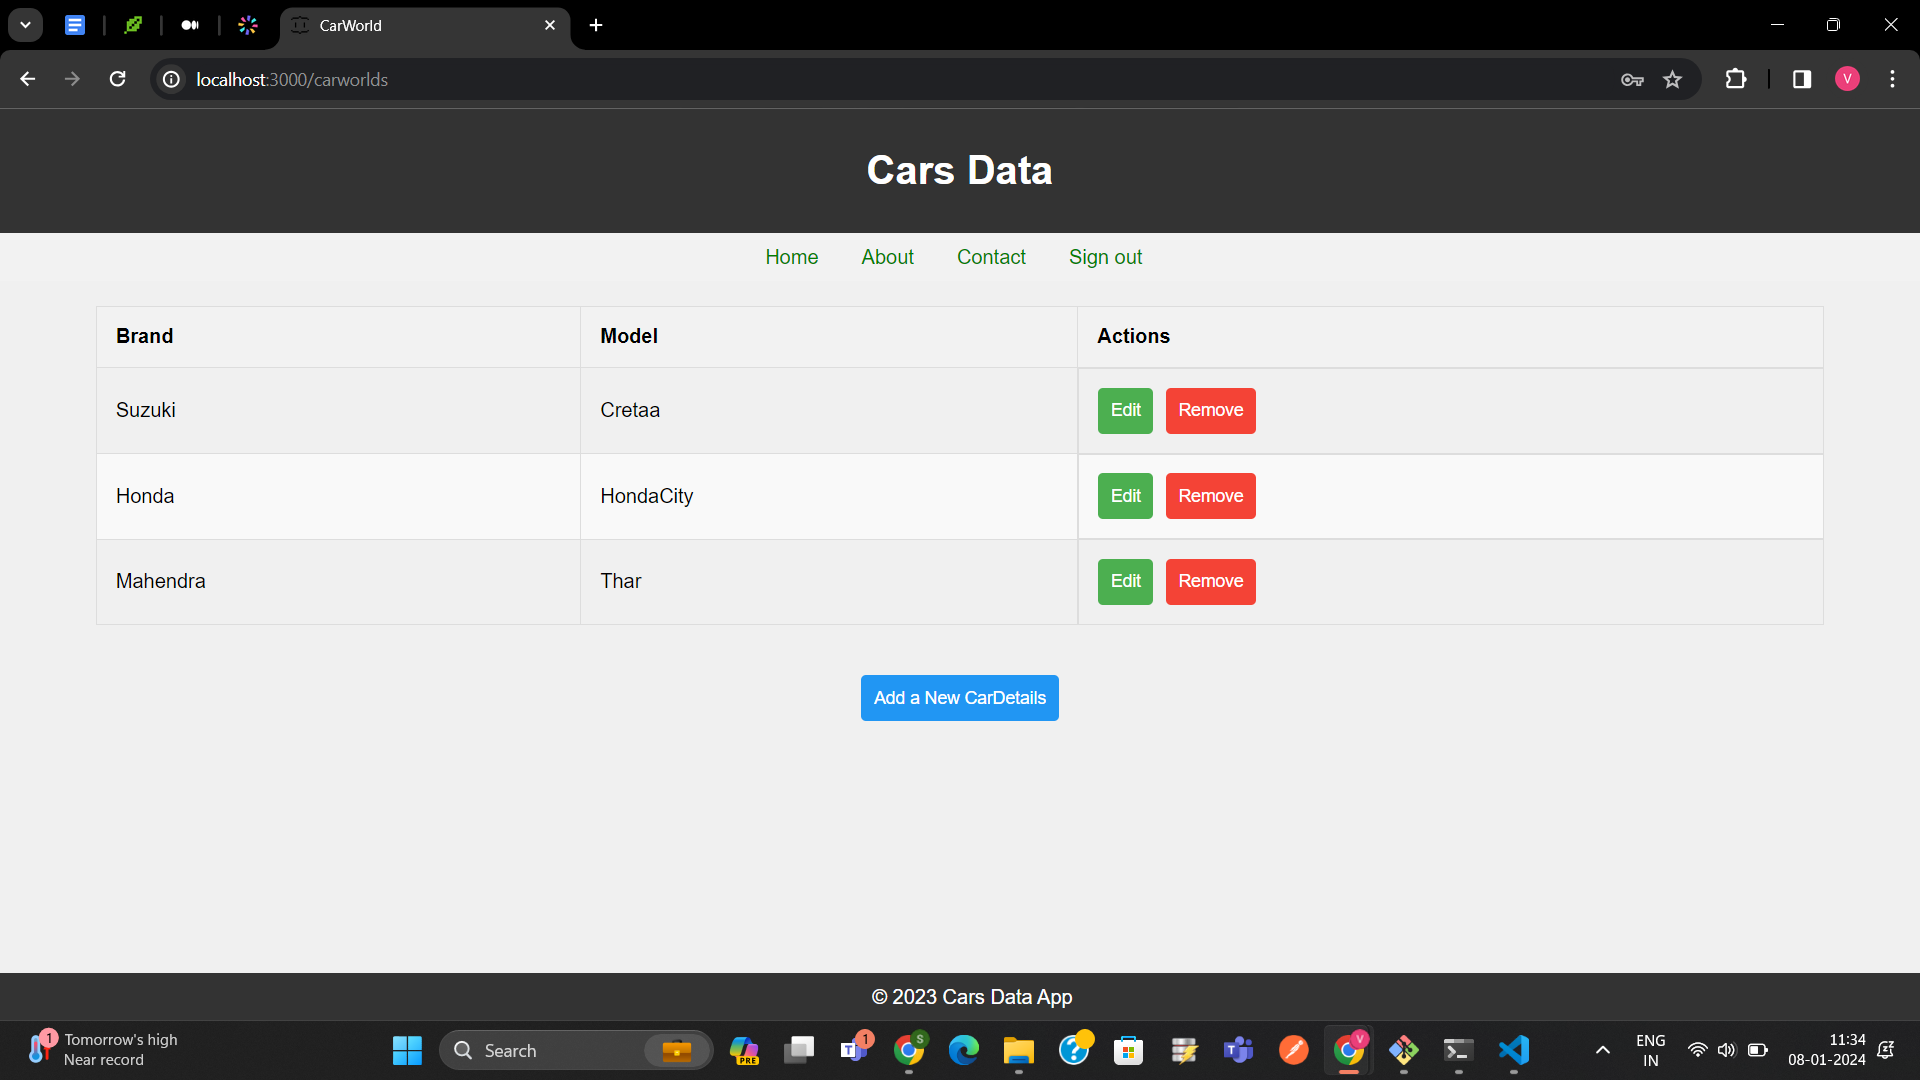 CarWorld
localhost:3000/carworlds
V
Cars Data
Home About Contact Sign out
Brand Model Actions
Suzuki Cretaa Edit Remove
Honda HondaCity Edit Remove
Mahendra Thar Edit Remove
Add a New CarDetails
© 2023 Cars Data App
1 Tomorrow's high
Near record
Search
PRE
T 1
S
V
ENG
IN
11:34
08-01-2024